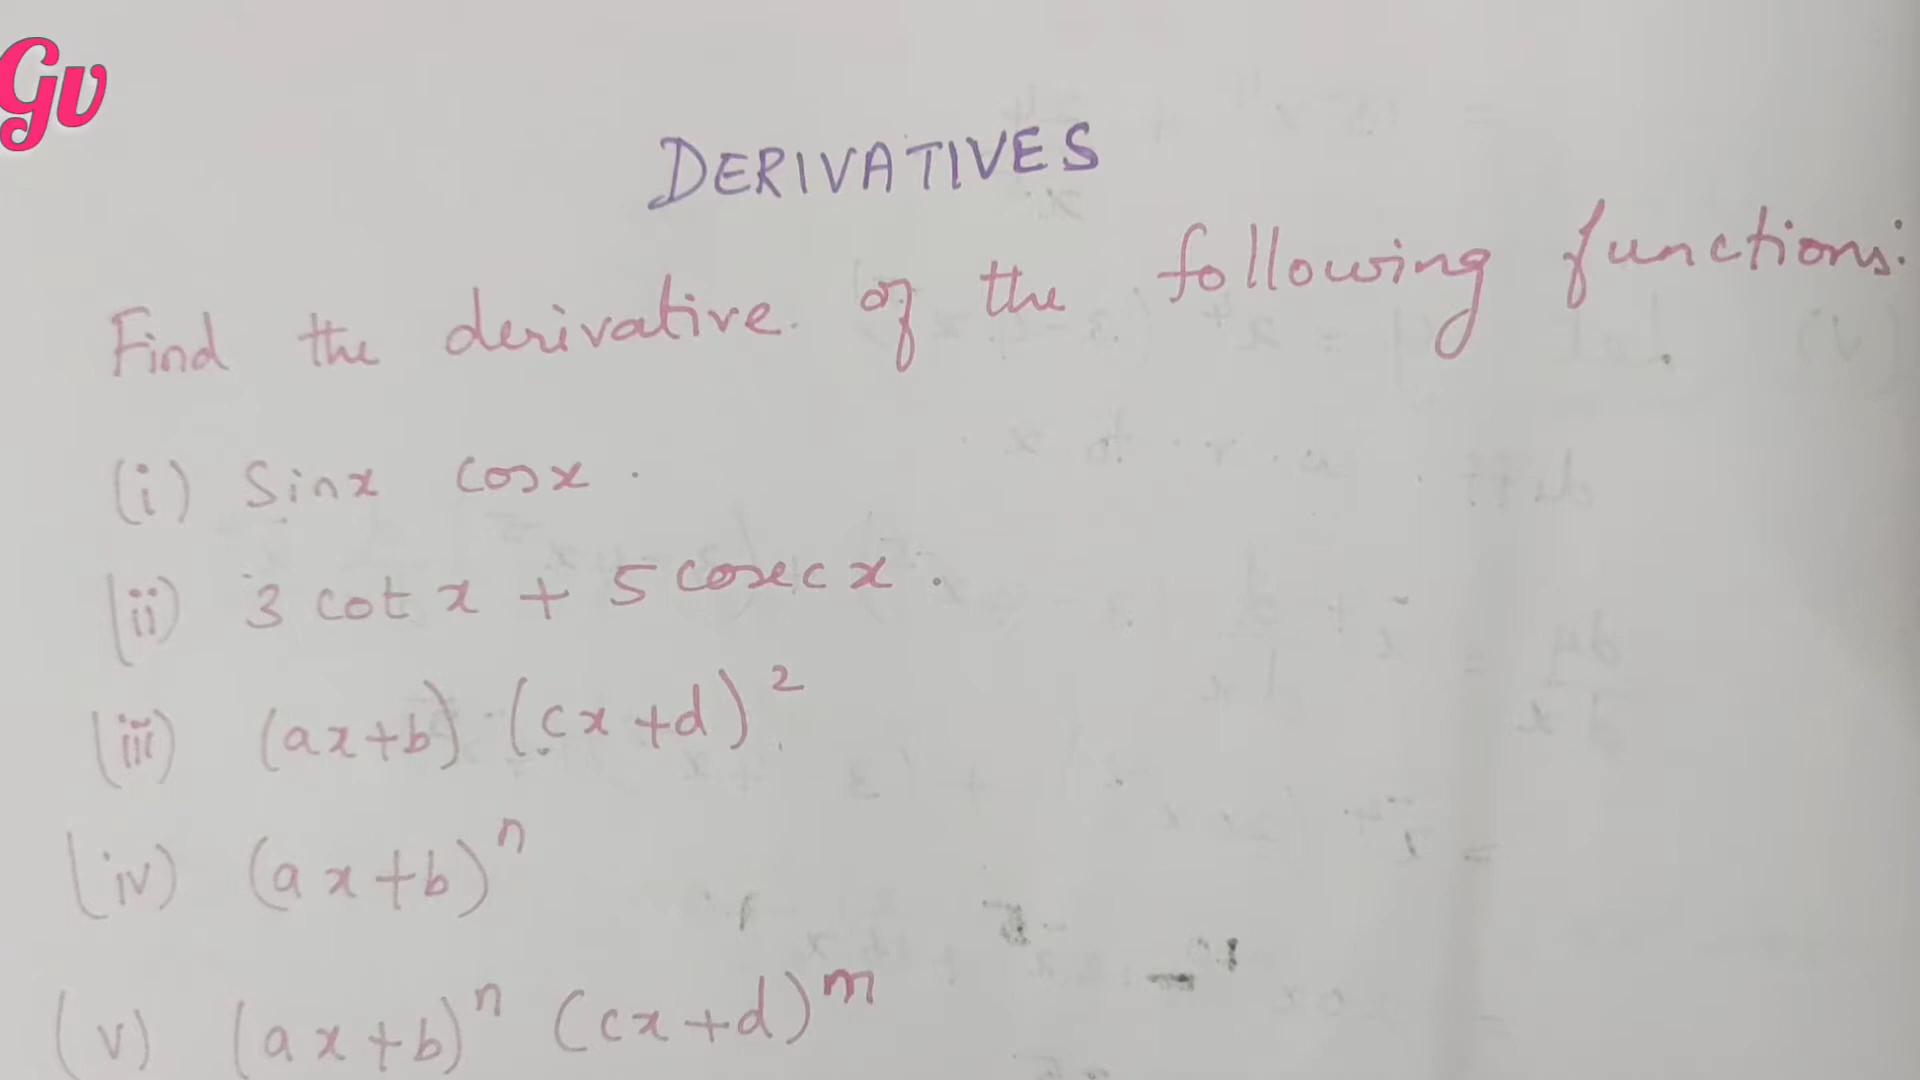 Gv
DERIVATIVES
Find the derivative of the following functions:
(i) Sinx cosx.
(ii) 3 cot x + 5 cosec x.
(iii) (ax+b) (cx+d)²
(iv) (ax+b)ⁿ
(v) (ax+b)ⁿ (cx+d)ᵐ